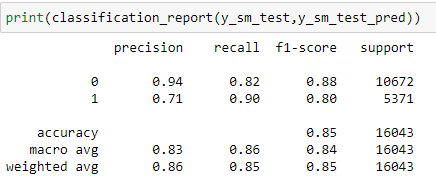 print(classification_report(y_sm_test,y_sm_test_pred))
precision recall f1-score support
0 0.94 0.82 0.88 10672
1 0.71 0.90 0.80 5371
accuracy 0.85 16043
macro avg 0.83 0.86 0.84 16043
weighted avg 0.86 0.85 0.85 16043